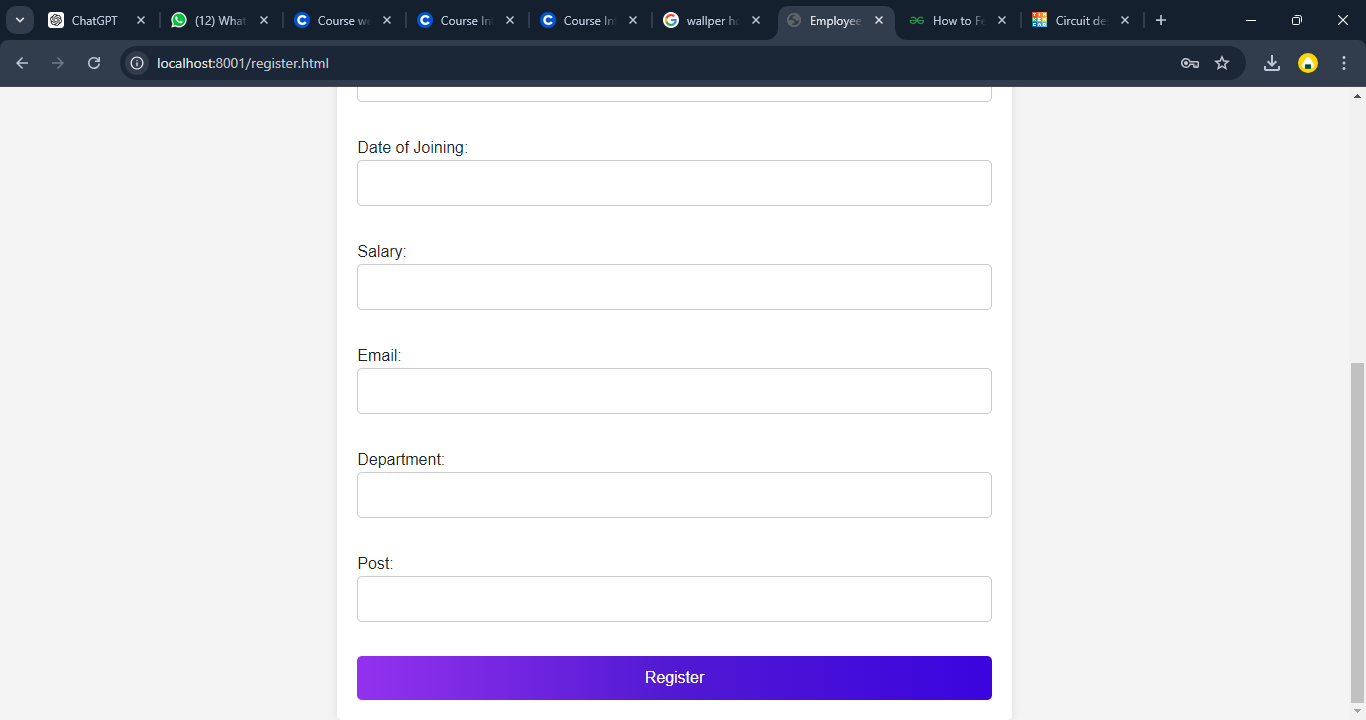 ChatGPT
(12) What
Course w
Course In
Course In
wallper h
Employee
How to F
Circuit de
localhost:8001/register.html
Date of Joining:
Salary:
Email:
Department:
Post:
Register